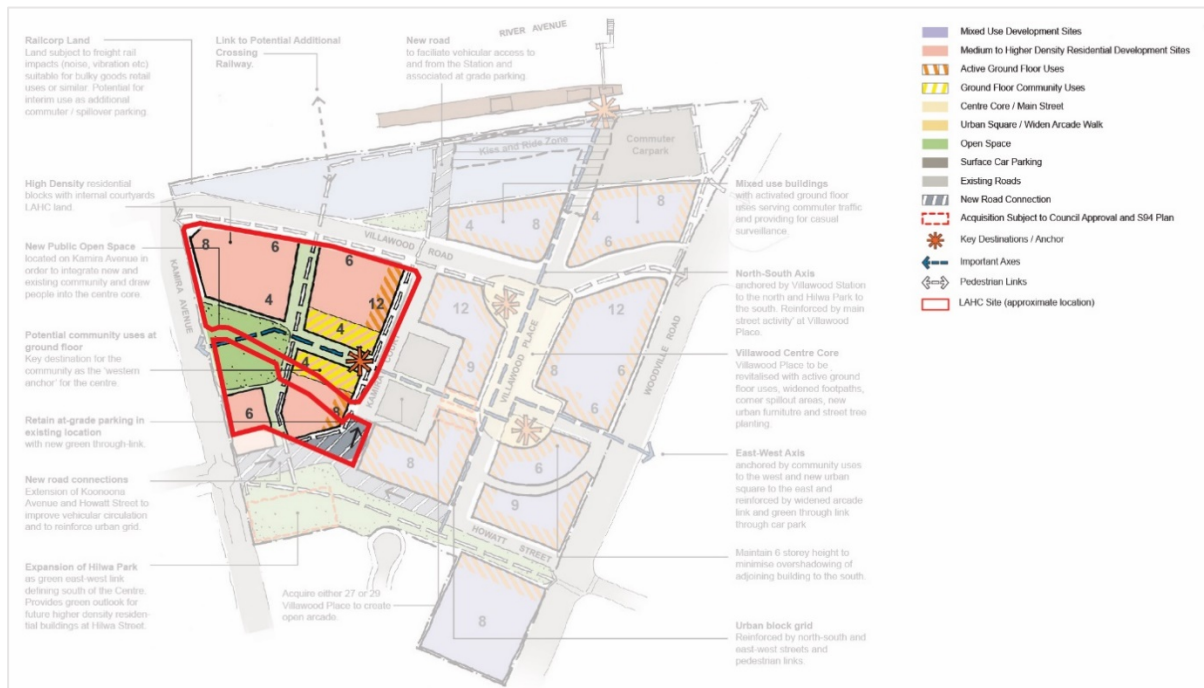 RIVER AVENUE
Railcorp Land
Land subject to freight rail
impacts (noise, vibration etc)
suitable for bulky goods retail
uses or similar. Potential for
interim use as additional
commuter / spillover parking.
Link to Potential Additional
Crossing
Railway.
New road
to faciliate vehicular access to
and from the Station and
associated at grade parking.
Kiss and Ride Zone
Commuter
Carpark
High Density residential
blocks with internal courtyards
LAHC land.
New Public Open Space
located on Kamira Avenue in
order to integrate new and
existing community and draw
people into the centre core.
Potential community uses at
ground floor
Key destination for the
community as the 'western
anchor' for the centre.
Retain at-grade parking in
existing location
with new green through-link.
New road connections
Extension of Koonoona
Avenue and Howatt Street to
improve vehicular circulation
and to reinforce urban grid.
Expansion of Hilwa Park
as green east-west link
defining south of the Centre.
Provides green outlook for
future higher density residen-
tial buildings at Hilwa Street.
Acquire either 27 or 29
Villawood Place to create
open arcade.
KAMIRA AVENUE
VILLAWOOD ROAD
KAMIRA COURT
VILLAWOOD PLACE
WOODVILLE ROAD
HOWATT STREET
8
6
6
4
12
4
4
6
8
4
8
4
8
12
9
12
8
6
6
8
6
9
8
Mixed use buildings
with activated ground floor
uses serving commuter traffic
and providing for casual
surveillance.
North-South Axis
anchored by Villawood Station
to the north and Hilwa Park to
the south. Reinforced by main
street activity' at Villawood
Place.
Villawood Centre Core
Villawood Place to be
revitalised with active ground
floor uses, widened footpaths,
corner spillout areas, new
urban furnitutre and street tree
planting.
East-West Axis
anchored by community uses
to the west and new urban
square to the east and
reinforced by widened arcade
link and green through link
through car park
Maintain 6 storey height to
minimise overshadowing of
adjoining building to the south.
Urban block grid
Reinforced by north-south and
east-west streets and
pedestrian links
Mixed Use Development Sites
Medium to Higher Density Residential Development Sites
Active Ground Floor Uses
Ground Floor Community Uses
Centre Core / Main Street
Urban Square / Widen Arcade Walk
Open Space
Surface Car Parking
Existing Roads
New Road Connection
Acquisition Subject to Council Approval and S94 Plan
Key Destinations / Anchor
Important Axes
Pedestrian Links
LAHC Site (approximate location)